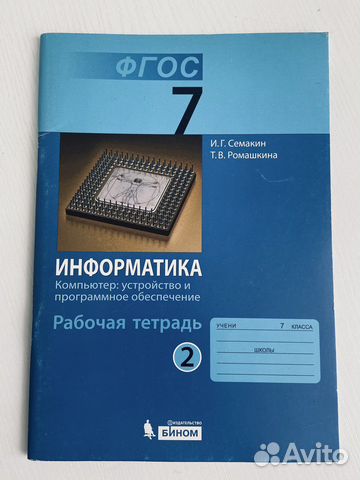 ФГОС
7
И. Г. Семакин
Т. В. Ромашкина
ИНФОРМАТИКА
Компьютер: устройство и
программное обеспечение
Рабочая тетрадь
2
УЧЕНИ 7 КЛАССА
ШКОЛЫ
ИЗДАТЕЛЬСТВО
БИНОМ
Avito